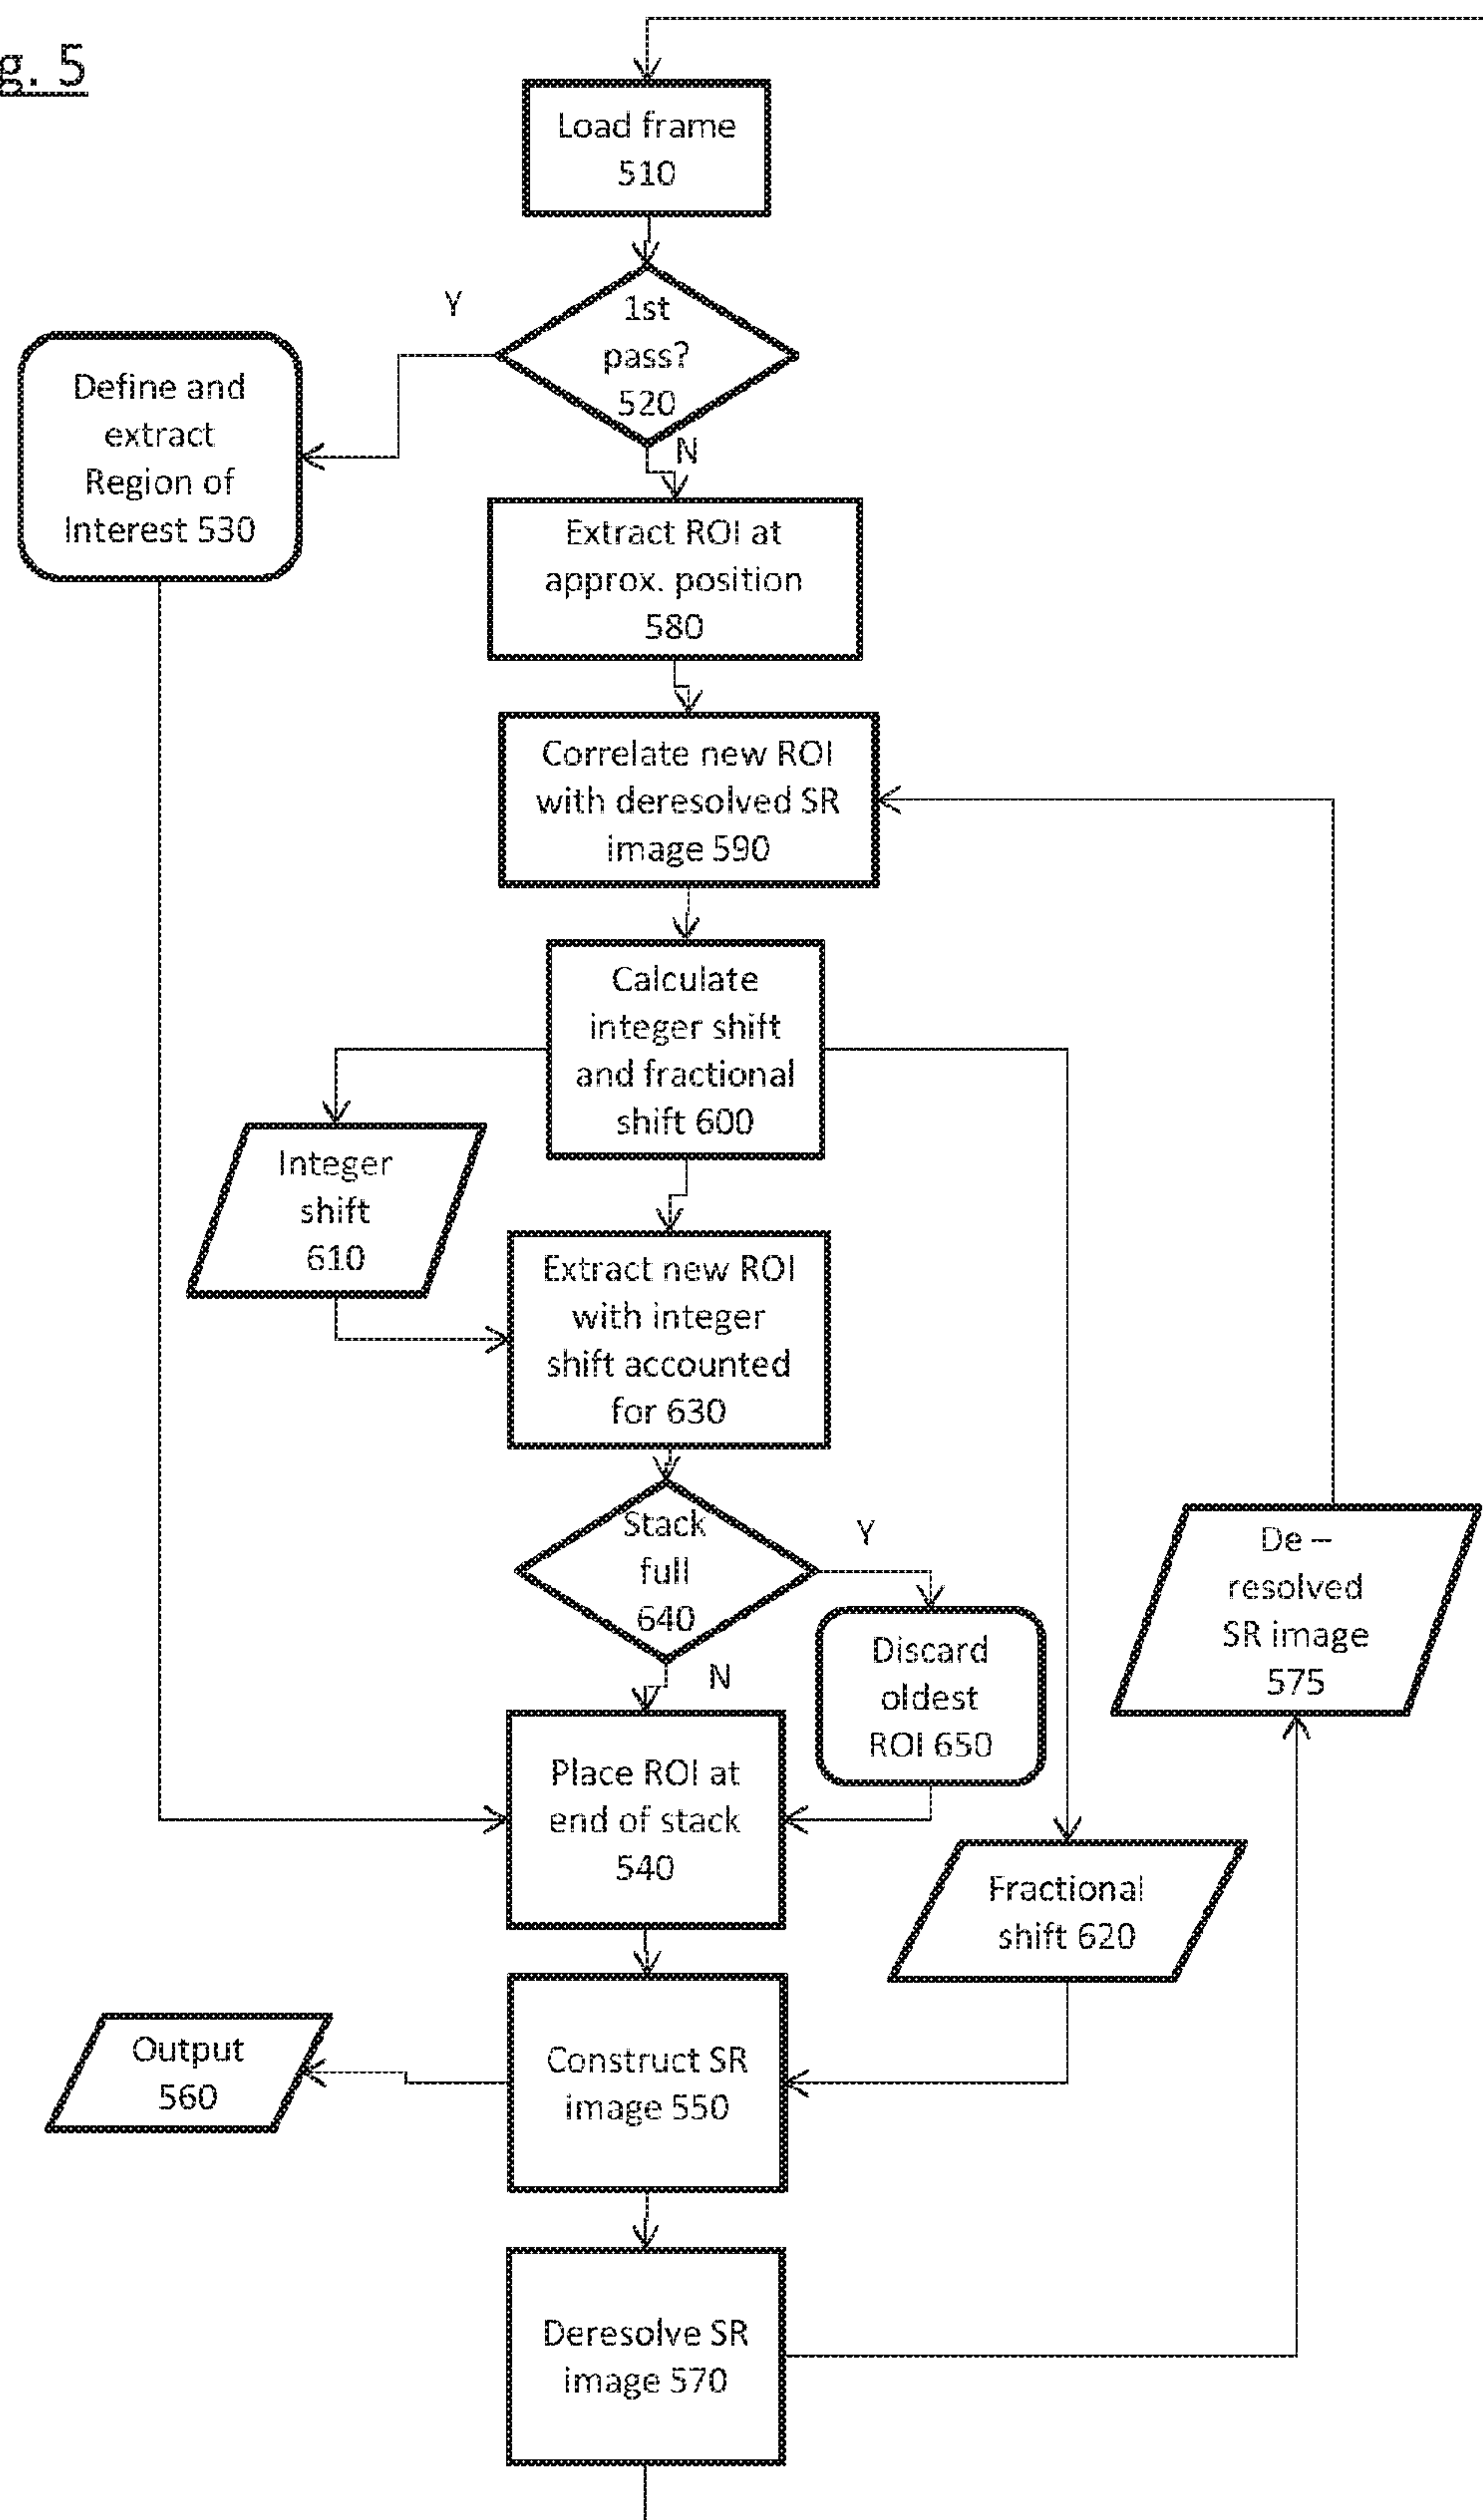 g. 5
Load frame
510
1st
pass?
520
Y
N
Define and
extract
Region of
Interest 530
Extract ROI at
approx. position
580
Correlate new ROI
with deresolved SR
image 590
Calculate
integer shift
and fractional
shift 600
Integer
shift
610
Extract new ROI
with integer
shift accounted
for 630
Stack
full
640
Y
N
Discard
oldest
ROI 650
De –
resolved
SR image
575
Place ROI at
end of stack
540
Fractional
shift 620
Output
560
Construct SR
image 550
Deresolve SR
image 570